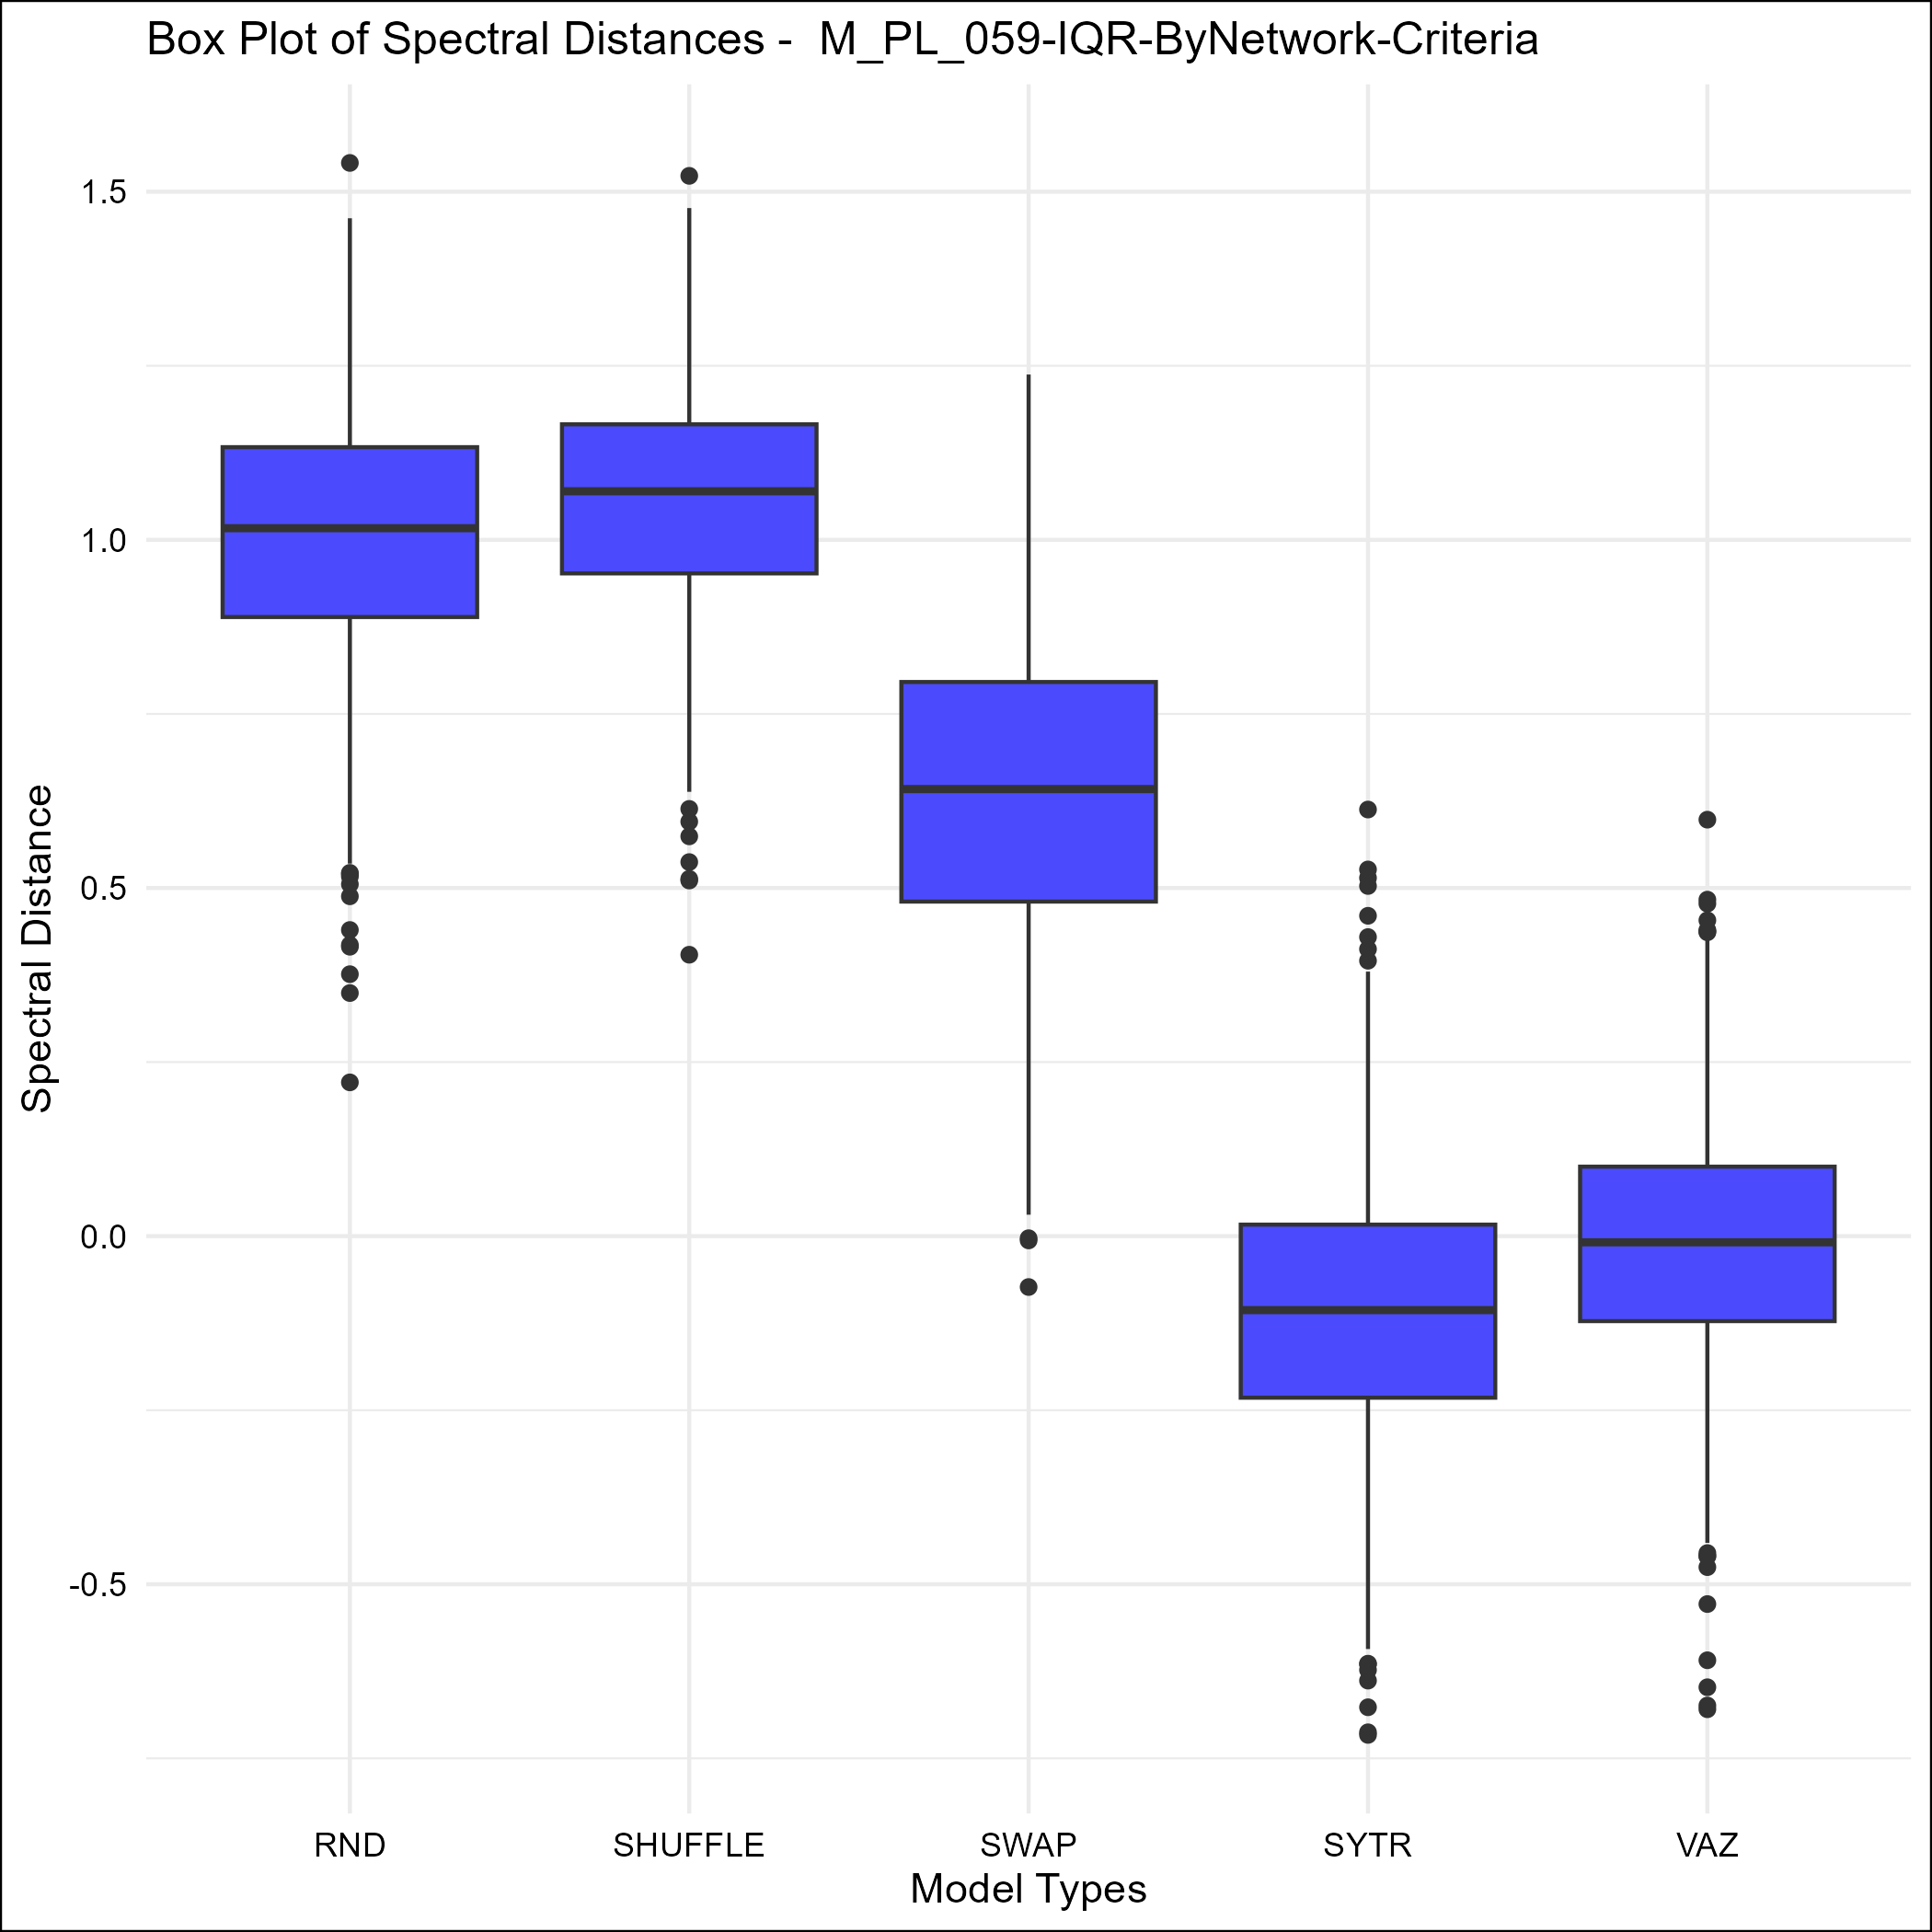 Box Plot of Spectral Distances -  M_PL_059-IQR-ByNetwork-Criteria
1.5
1.0
0.5
0.0
-0.5
Spectral Distance
RND SHUFFLE SWAP SYTR VAZ
Model Types